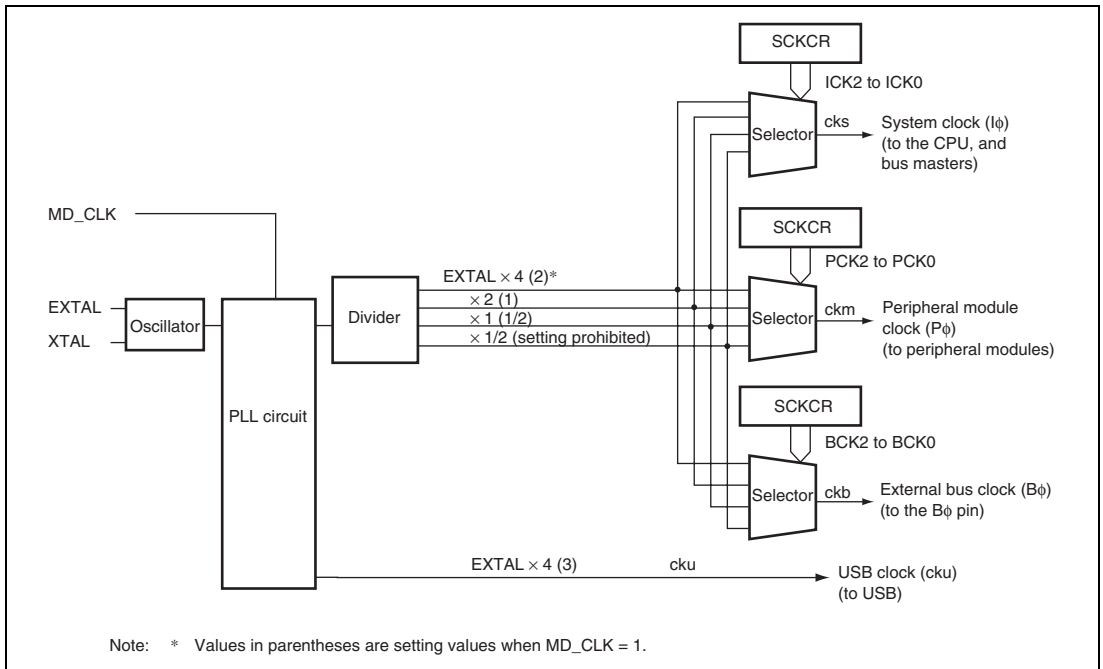 SCKCR
ICK2 to ICK0
Selector
cks
System clock (Iϕ)
(to the CPU, and
bus masters)
MD_CLK
SCKCR
PCK2 to PCK0
EXTAL × 4 (2)*
× 2 (1)
× 1 (1/2)
× 1/2 (setting prohibited)
EXTAL
XTAL
Oscillator
Divider
Selector
ckm
Peripheral module
clock (Pϕ)
(to peripheral modules)
PLL circuit
SCKCR
BCK2 to BCK0
Selector
ckb
External bus clock (Bϕ)
(to the Bϕ pin)
EXTAL × 4 (3)
cku
USB clock (cku)
(to USB)
Note: * Values in parentheses are setting values when MD_CLK = 1.